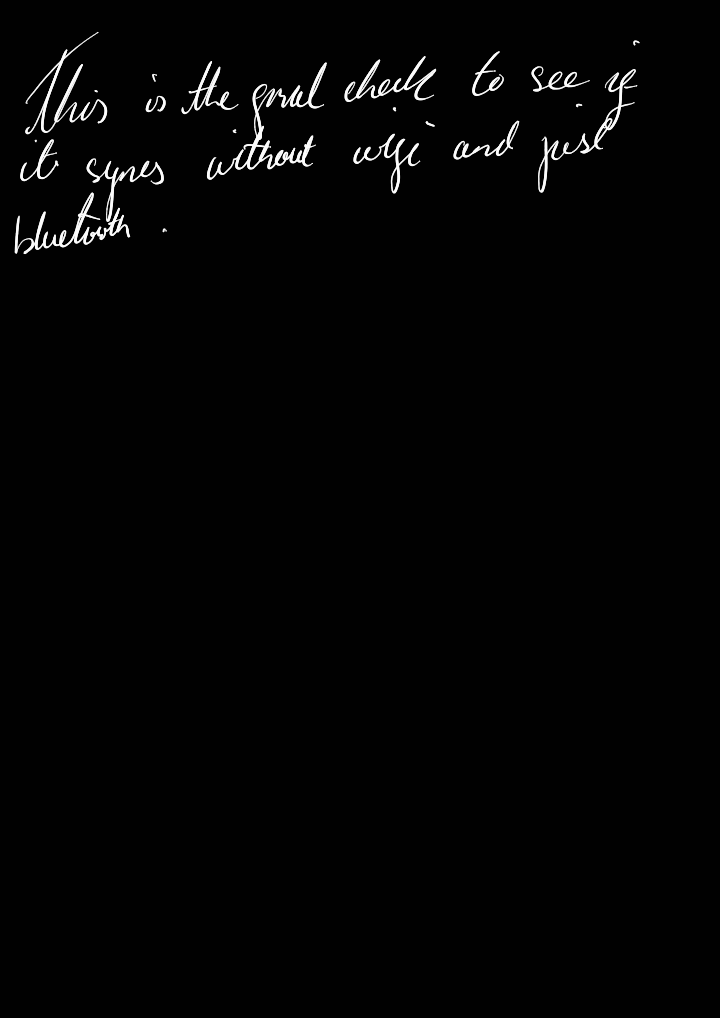 This is the final check to see if
it syncs without wifi and just
bluetooth.